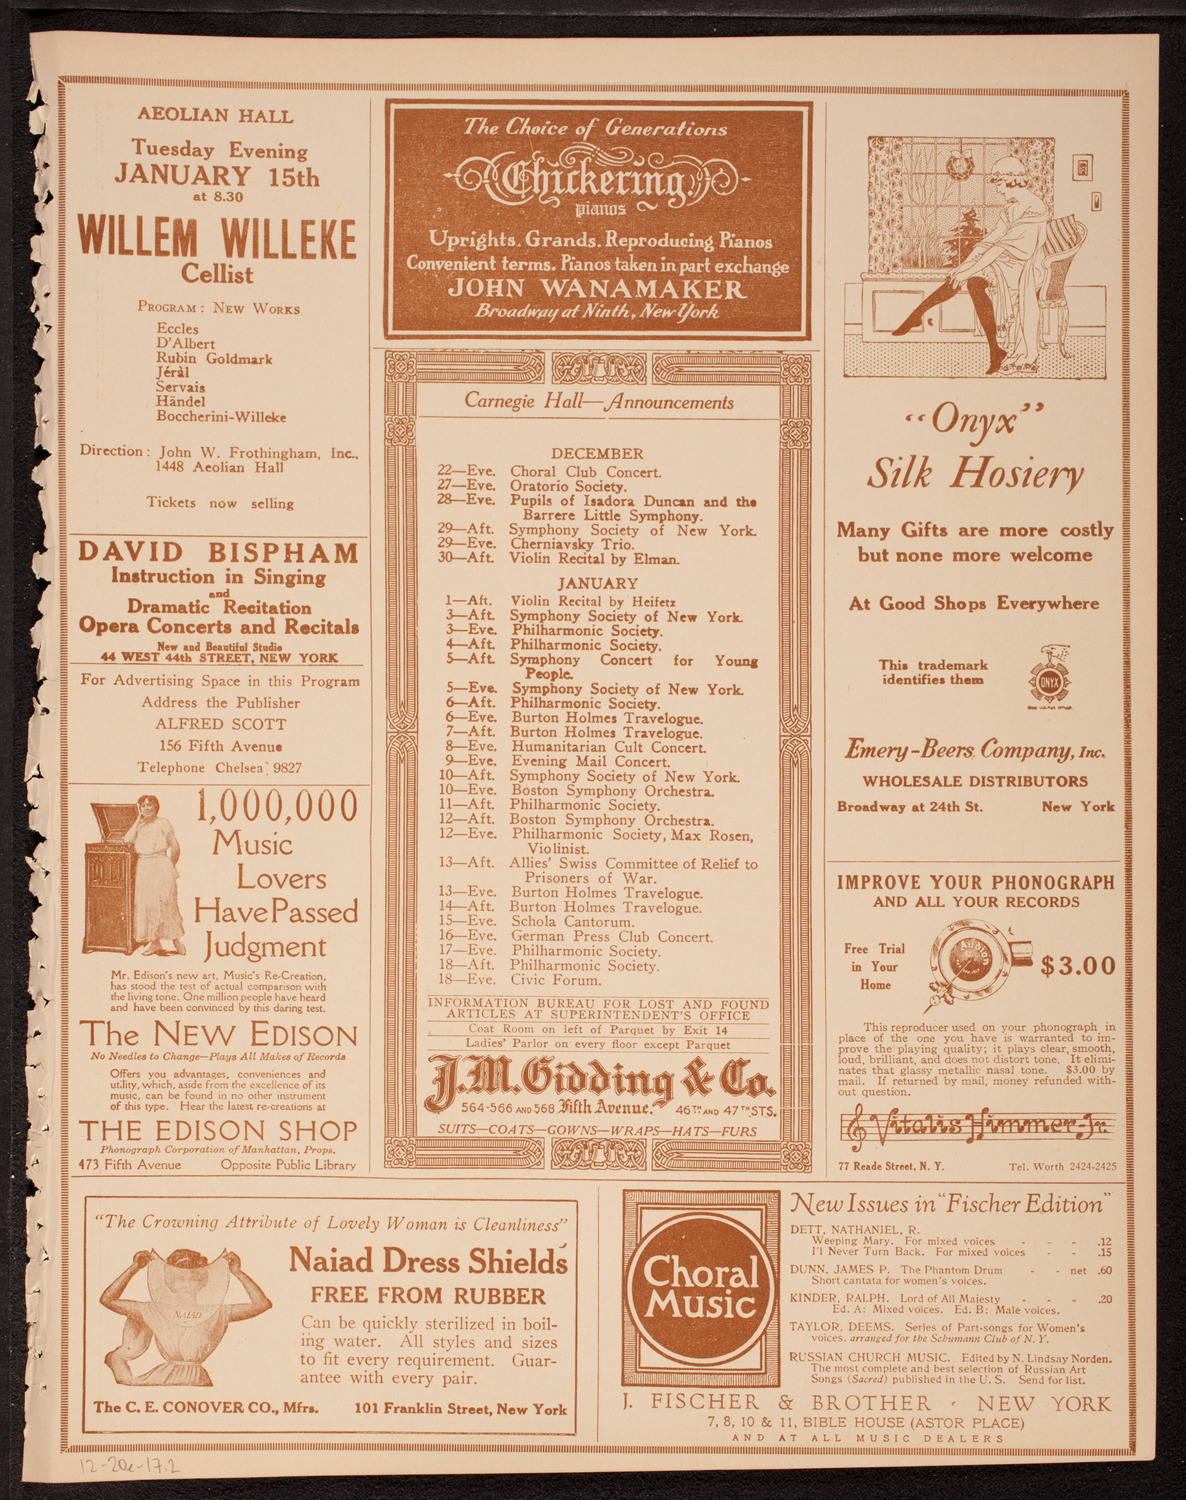 AEOLIAN HALL
Tuesday Evening
JANUARY 15th
at 8.30
WILLEM WILLEKE
Cellist
PROGRAM: NEW WORKS
Eccles
D'Albert
Rubin Goldmark
Jéràl
Servais
Händel
Boccherini-Willeke
Direction: John W. Frothingham, Inc.,
1448 Aeolian Hall
Tickets now selling
DAVID BISPHAM
Instruction in Singing
and
Dramatic Recitation
Opera Concerts and Recitals
New and Beautiful Studio
44 WEST 44th STREET, NEW YORK
For Advertising Space in this Program
Address the Publisher
ALFRED SCOTT
156 Fifth Avenue
Telephone Chelsea 9827
1,000,000
Music
Lovers
Have Passed
Judgment
Mr. Edison's new art, Music's Re-Creation,
has stood the test of actual comparison with
the living tone. One million people have heard
and have been convinced by this daring test.
The NEW EDISON
No Needles to Change—Plays All Makes of Records
Offers you advantages, conveniences and
utility, which, aside from the excellence of its
music, can be found in no other instrument
of this type. Hear the latest re-creations at
THE EDISON SHOP
Phonograph Corporation of Manhattan, Props.
473 Fifth Avenue Opposite Public Library
The Choice of Generations
Chickering
pianos
Uprights. Grands. Reproducing Pianos
Convenient terms. Pianos taken in part exchange
JOHN WANAMAKER
Broadway at Ninth, New York
Carnegie Hall—Announcements
DECEMBER
22—Eve. Choral Club Concert.
27—Eve. Oratorio Society.
28—Eve. Pupils of Isadora Duncan and the
Barrere Little Symphony.
29—Aft. Symphony Society of New York.
29—Eve. Cherniavsky Trio.
30—Aft. Violin Recital by Elman.
JANUARY
1—Aft. Violin Recital by Heifetz
3—Aft. Symphony Society of New York.
3—Eve. Philharmonic Society.
4—Aft. Philharmonic Society.
5—Aft. Symphony Concert for Young
People.
5—Eve. Symphony Society of New York.
6—Aft. Philharmonic Society.
6—Eve. Burton Holmes Travelogue.
7—Aft. Burton Holmes Travelogue.
8—Eve. Humanitarian Cult Concert.
9—Eve. Evening Mail Concert.
10—Aft. Symphony Society of New York.
10—Eve. Boston Symphony Orchestra.
11—Aft. Philharmonic Society.
12—Aft. Boston Symphony Orchestra.
12—Eve. Philharmonic Society, Max Rosen,
Violinist.
13—Aft. Allies' Swiss Committee of Relief to
Prisoners of War.
13—Eve. Burton Holmes Travelogue.
14—Aft. Burton Holmes Travelogue.
15—Eve. Schola Cantorum.
16—Eve. German Press Club Concert.
17—Eve. Philharmonic Society.
18—Aft. Philharmonic Society.
18—Eve. Civic Forum.
INFORMATION BUREAU FOR LOST AND FOUND
ARTICLES AT SUPERINTENDENT'S OFFICE
Coat Room on left of Parquet by Exit 14
Ladies' Parlor on every floor except Parquet
J.M. Gidding & Co.
564-566 AND 568 Fifth Avenue. 46TH AND 47TH STS.
SUITS—COATS—GOWNS—WRAPS—HATS—FURS
"Onyx"
Silk Hosiery
Many Gifts are more costly
but none more welcome
At Good Shops Everywhere
This trademark
identifies them
ONYX
Emery-Beers Company, INC.
WHOLESALE DISTRIBUTORS
Broadway at 24th St. New York
IMPROVE YOUR PHONOGRAPH
AND ALL YOUR RECORDS
Free Trial
in Your
Home
Audion
$3.00
This reproducer used on your phonograph in
place of the one you have is warranted to im-
prove the playing quality; it plays clear, smooth,
loud, brilliant, and does not distort tone. It elimi-
nates that glassy metallic nasal tone. $3.00 by
mail. If returned by mail, money refunded with-
out question.
Vitalis Himmer-Jr.
77 Reade Street, N. Y. Tel. Worth 2424-2425
"The Crowning Attribute of Lovely Woman is Cleanliness"
NAIAD
Naiad Dress Shields
FREE FROM RUBBER
Can be quickly sterilized in boil-
ing water. All styles and sizes
to fit every requirement. Guar-
antee with every pair.
The C. E. CONOVER CO., Mfrs. 101 Franklin Street, New York
Choral
Music
New Issues in "Fischer Edition"
DETT, NATHANIEL, R.
Weeping Mary. For mixed voices - - - .12
I'l Never Turn Back. For mixed voices - - .15
DUNN, JAMES P. The Phantom Drum - - net .60
Short cantata for women's voices.
KINDER, RALPH. Lord of All Majesty - - - .20
Ed. A: Mixed voices. Ed. B: Male voices.
TAYLOR, DEEMS. Series of Part-songs for Women's
voices. arranged for the Schumann Club of N. Y.
RUSSIAN CHURCH MUSIC. Edited by N. Lindsay Norden.
The most complete and best selection of Russian Art
Songs (Sacred) published in the U. S. Send for list.
J. FISCHER & BROTHER - NEW YORK
7, 8, 10 & 11, BIBLE HOUSE (ASTOR PLACE)
AND AT ALL MUSIC DEALERS
12-20e-17.2